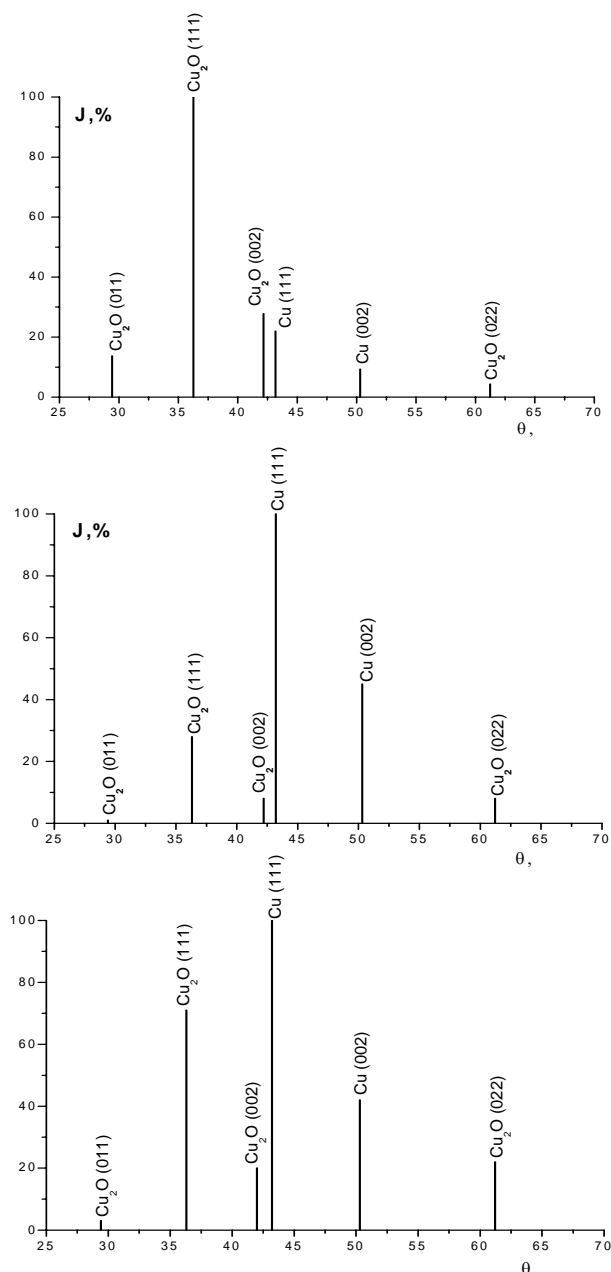 Cu₂O (111)
100
J,%
80
60
40
20
0
Cu₂O (011)
Cu₂O (002)
Cu (111)
Cu (002)
Cu₂O (022)
25 30 35 40 45 50 55 60 65 70
θ,
Cu (111)
100
J,%
80
60
40
20
0
Cu₂O (011)
Cu₂O (111)
Cu₂O (002)
Cu (002)
Cu₂O (022)
25 30 35 40 45 50 55 60 65 70
θ,
Cu (111)
100
80
60
40
20
0
Cu₂O (011)
Cu₂O (111)
Cu₂O (002)
Cu (002)
Cu₂O (022)
25 30 35 40 45 50 55 60 65 70
θ